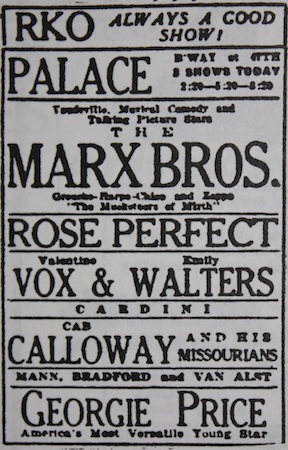 RKO ALWAYS A GOOD
SHOW!
PALACE B'WAY at 47TH
3 SHOWS TODAY
2:20—5:20—8:20
Vaudeville, Musical Comedy and
Talking Picture Stars
THE
MARX BROS.
Groucho-Harpo-Chico and Zeppo
"The Musketeers of Mirth"
ROSE PERFECT
Valentine Emily
VOX & WALTERS
CARDINI
CAB
CALLOWAY AND HIS
MISSOURIANS
MANN, BRADFORD and VAN ALST
GEORGIE PRICE
America's Most Versatile Young Star